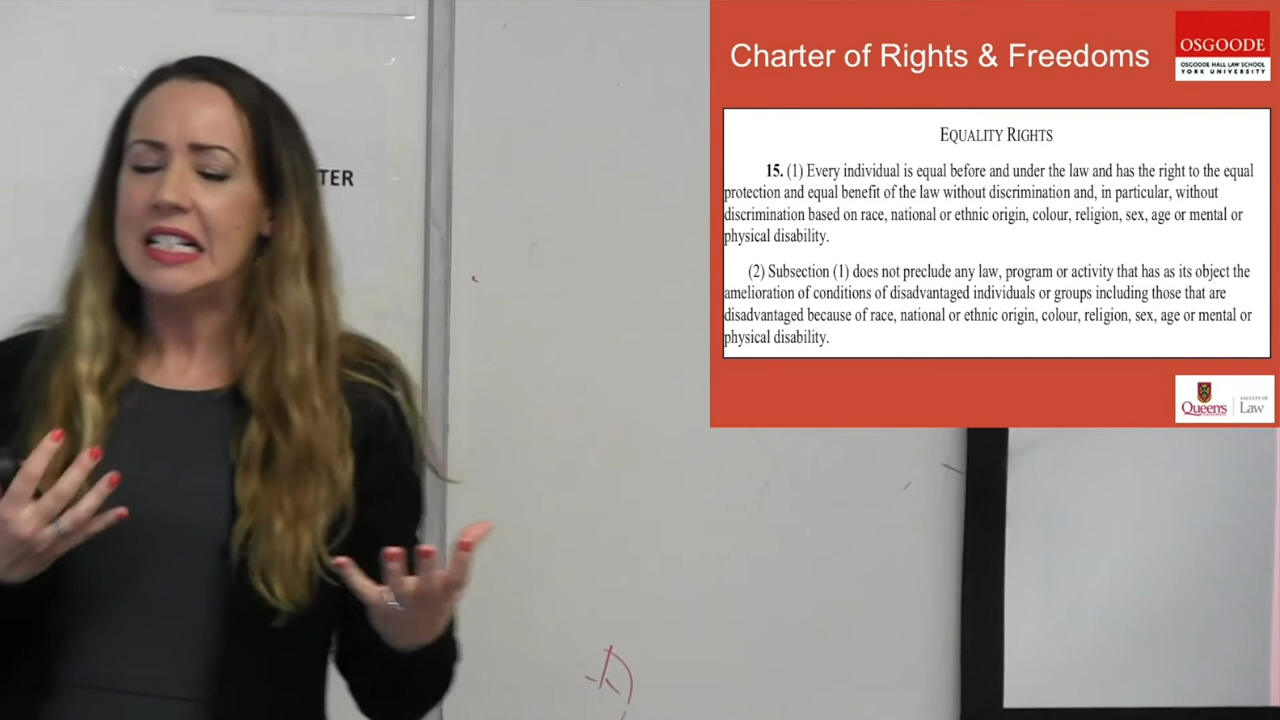 TER
Charter of Rights & Freedoms
OSGOODE
OSGOODE HALL LAW SCHOOL
YORK UNIVERSITY
EQUALITY RIGHTS
15. (1) Every individual is equal before and under the law and has the right to the equal
protection and equal benefit of the law without discrimination and, in particular, without
discrimination based on race, national or ethnic origin, colour, religion, sex, age or mental or
physical disability.
(2) Subsection (1) does not preclude any law, program or activity that has as its object the
amelioration of conditions of disadvantaged individuals or groups including those that are
disadvantaged because of race, national or ethnic origin, colour, religion, sex, age or mental or
physical disability.
Queen's
FACULTY OF
Law